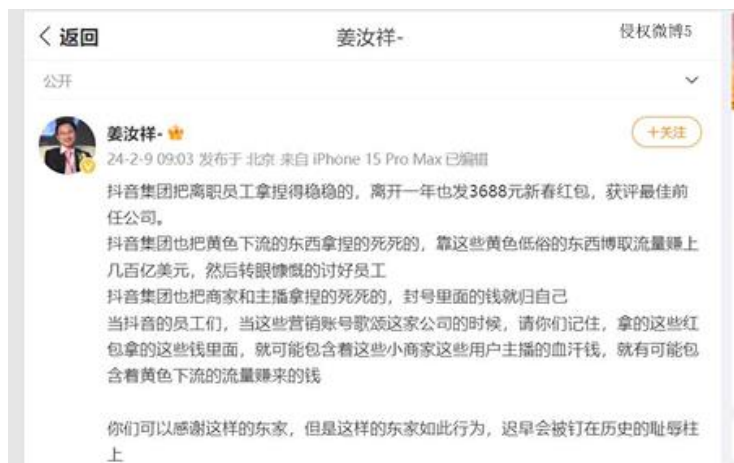 返回
姜汝祥-
侵权微博5
公开
姜汝祥-
+关注
24-2-9 09:03 发布于 北京 来自 iPhone 15 Pro Max 已编辑
抖音集团把离职员工拿捏得稳稳的，离开一年也发3688元新春红包，获评最佳前
任公司。
抖音集团也把黄色下流的东西拿捏的死死的，靠这些黄色低俗的东西博取流量赚上
几百亿美元，然后转眼慷慨的讨好员工
抖音集团也把商家和主播拿捏的死死的，封号里面的钱就归自己
当抖音的员工们，当这些营销账号歌颂这家公司的时候，请你们记住，拿的这些红
包拿的这些钱里面，就可能包含着这些小商家这些用户主播的血汗钱，就有可能包
含着黄色下流的流量赚来的钱
你们可以感谢这样的东家，但是这样的东家如此行为，迟早会被钉在历史的耻辱柱
上